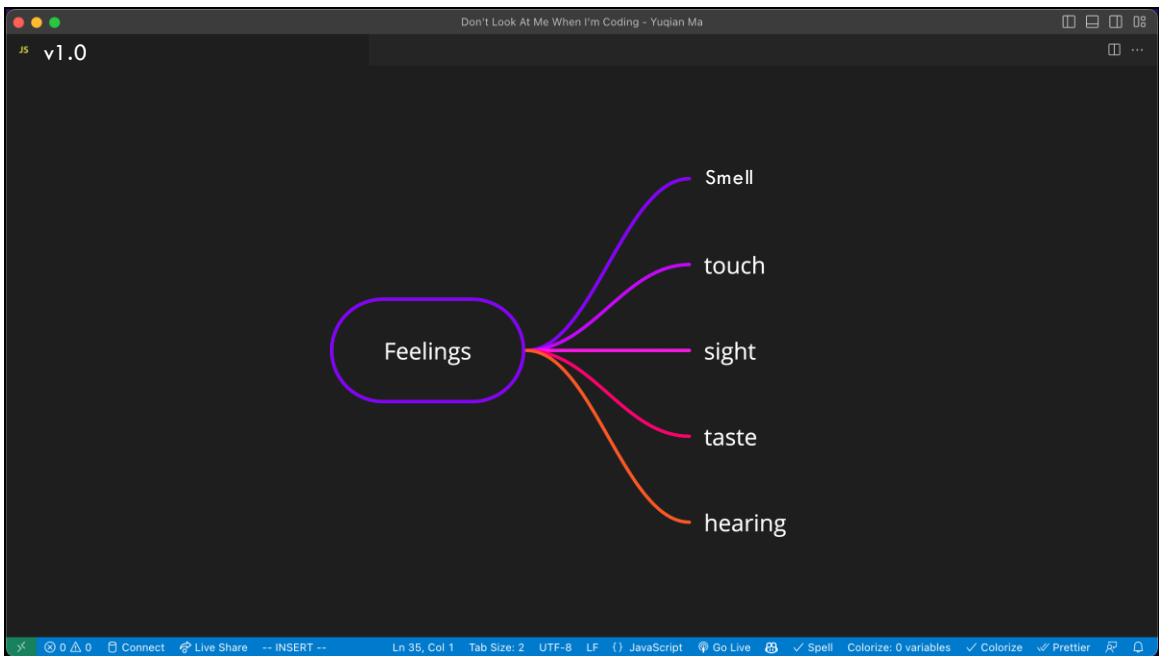 Don't Look At Me When I'm Coding - Yuqian Ma
JS v1.0
Smell
touch
Feelings
sight
taste
hearing
0 0 Connect Live Share -- INSERT -- Ln 35, Col 1 Tab Size: 2 UTF-8 LF {} JavaScript Go Live Spell Colorize: 0 variables Colorize Prettier